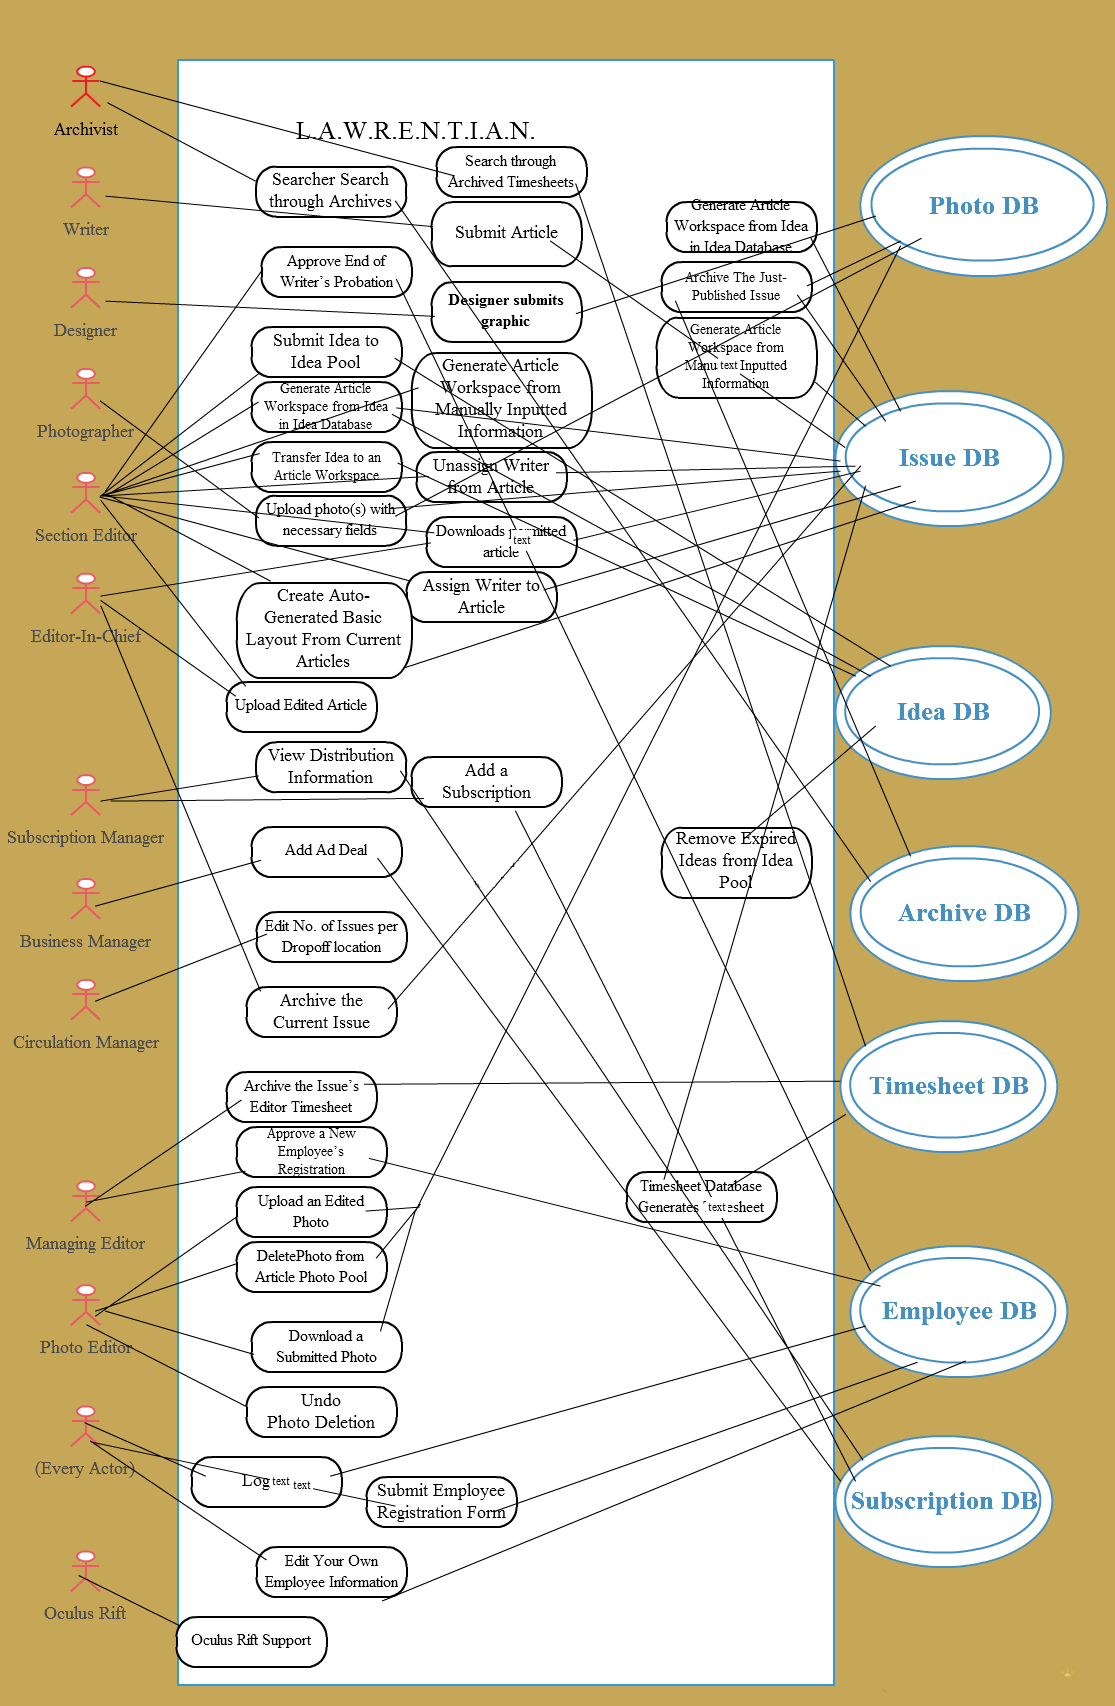 L.A.W.R.E.N.T.I.A.N.
Archivist
Writer
Designer
Photographer
Section Editor
Editor-In-Chief
Subscription Manager
Business Manager
Circulation Manager
Managing Editor
Photo Editor
(Every Actor)
Oculus Rift
Searcher Search
through Archives
Search through
Archived Timesheets
Submit Article
Approve End of
Writer's Probation
Designer submits
graphic
Submit Idea to
Idea Pool
Generate Article
Workspace from Idea
in Idea Database
Generate Article
Workspace from
Manually Inputted
Information
Transfer Idea to an
Article Workspace
Unassign Writer
from Article
Upload photo(s) with
necessary fields
Downloads
text
article
Assign Writer to
Article
Create Auto-
Generated Basic
Layout From Current
Articles
Upload Edited Article
View Distribution
Information
Add a
Subscription
Add Ad Deal
Edit No. of Issues per
Dropoff location
Archive the
Current Issue
Archive the Issue's
Editor Timesheet
Approve a New
Employee's
Registration
Upload an Edited
Photo
DeletePhoto from
Article Photo Pool
Download a
Submitted Photo
Undo
Photo Deletion
Log text text
Submit Employee
Registration Form
Edit Your Own
Employee Information
Oculus Rift Support
Generate Article
Workspace from Idea
in Idea Database
Archive The Just-
Published Issue
Generate Article
Workspace from
Manu text Inputted
Information
Remove Expired
Ideas from Idea
Pool
Timesheet Database
Generates text esheet
Photo DB
Issue DB
Idea DB
Archive DB
Timesheet DB
Employee DB
Subscription DB